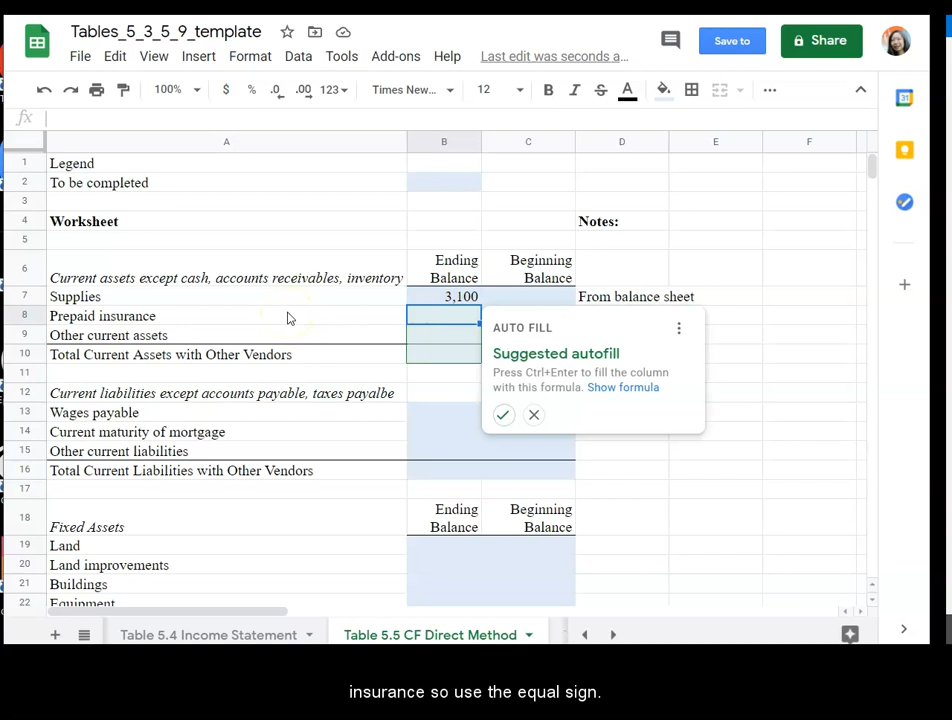 Tables_5_3_5_9_template
File Edit View Insert Format Data Tools Add-ons Help Last edit was seconds a...
Save to
Share
100% $ % .0 .00 123 Times New... 12 B I S A
fx
A B C D E F
1 Legend
2 To be completed
3
4 Worksheet Notes:
5
Ending Beginning
6 Current assets except cash, accounts receivables, inventory Balance Balance
7 Supplies 3,100 From balance sheet
8 Prepaid insurance
9 Other current assets
10 Total Current Assets with Other Vendors
11
12 Current liabilities except accounts payable, taxes payalbe
13 Wages payable
14 Current maturity of mortgage
15 Other current liabilities
16 Total Current Liabilities with Other Vendors
17
Ending Beginning
18 Fixed Assets Balance Balance
19 Land
20 Land improvements
21 Buildings
22 Equipment
AUTO FILL
Suggested autofill
Press Ctrl+Enter to fill the column
with this formula. Show formula
31
Table 5.4 Income Statement Table 5.5 CF Direct Method
insurance so use the equal sign.